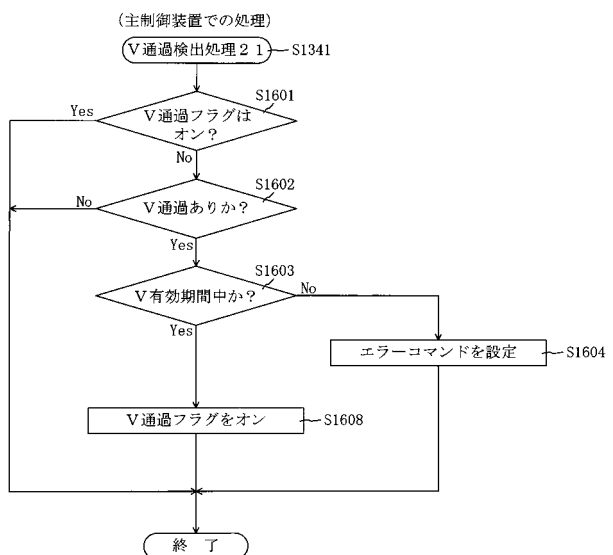 (主制御装置での処理)
V通過検出処理21
S1341
S1601
Yes
V通過フラグは
オン?
No
S1602
No
V通過ありか?
Yes
S1603
V有効期間中か?
No
Yes
エラーコマンドを設定
S1604
V通過フラグをオン
S1608
終 了